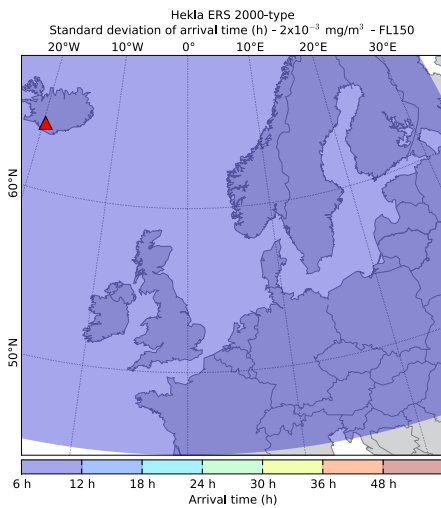 Hekla ERS 2000-type
Standard deviation of arrival time (h) - 2x10⁻³ mg/m³ - FL150
20°W 10°W 0° 10°E 20°E 30°E
60°N
50°N
6 h 12 h 18 h 24 h 30 h 36 h 48 h
Arrival time (h)